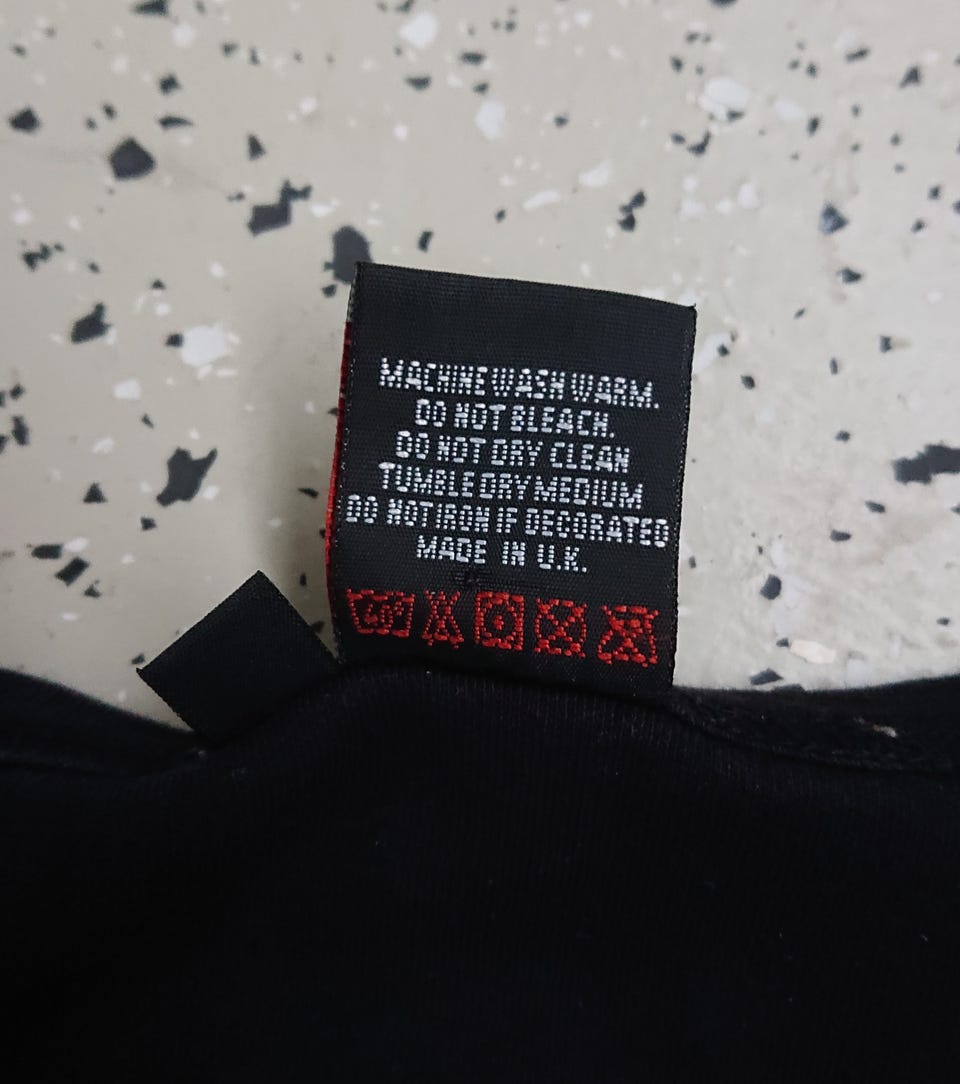 MACHINE WASH WARM.
DO NOT BLEACH.
DO NOT DRY CLEAN
TUMBLE DRY MEDIUM
DO NOT IRON IF DECORATED
MADE IN U.K.